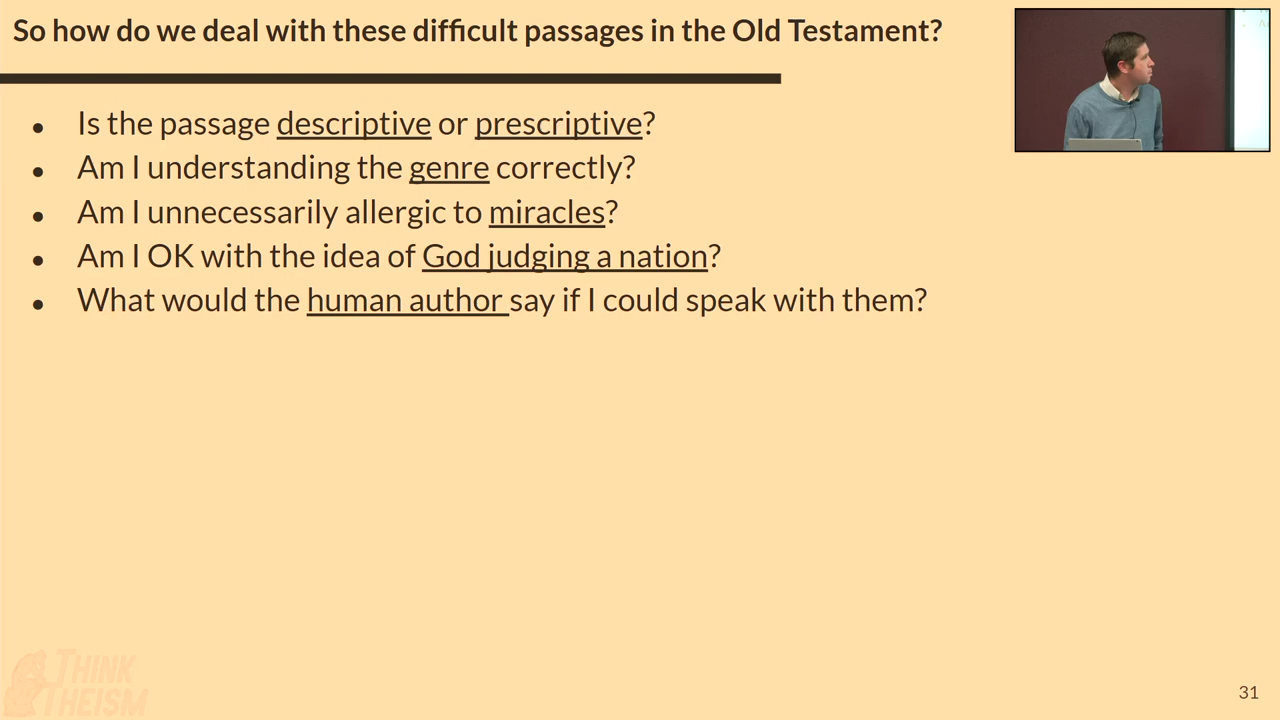 So how do we deal with these difficult passages in the Old Testament?
● Is the passage descriptive or prescriptive?
● Am I understanding the genre correctly?
● Am I unnecessarily allergic to miracles?
● Am I OK with the idea of God judging a nation?
● What would the human author say if I could speak with them?
THINK
THEISM
31